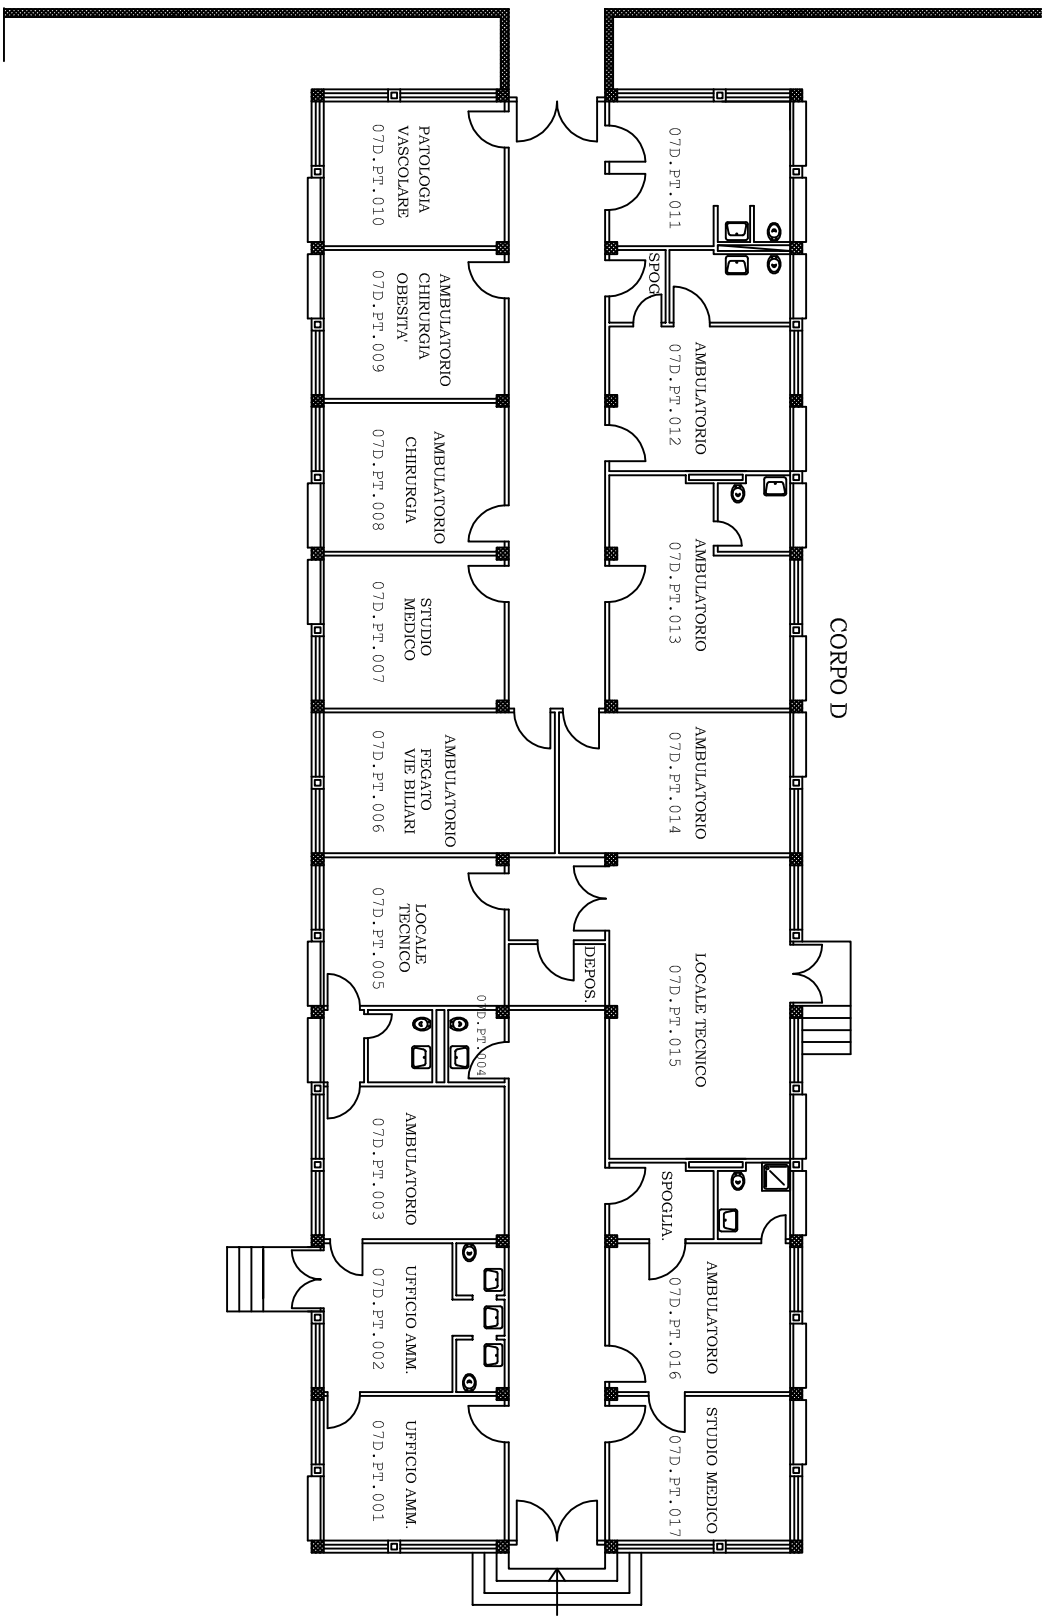 CORPO D
07D.PT.011
SPOG
AMBULATORIO
07D.PT.012
AMBULATORIO
07D.PT.013
AMBULATORIO
07D.PT.014
LOCALE TECNICO
07D.PT.015
DEPOS.
SPOGLIA.
AMBULATORIO
07D.PT.016
STUDIO MEDICO
07D.PT.017
PATOLOGIA
VASCOLARE
07D.PT.010
AMBULATORIO
CHIRURGIA
OBESITA'
07D.PT.009
AMBULATORIO
CHIRURGIA
07D.PT.008
STUDIO
MEDICO
07D.PT.007
AMBULATORIO
FEGATO
VIE BILIARI
07D.PT.006
LOCALE
TECNICO
07D.PT.005
07D.PT.004
AMBULATORIO
07D.PT.003
UFFICIO AMM.
07D.PT.002
UFFICIO AMM.
07D.PT.001